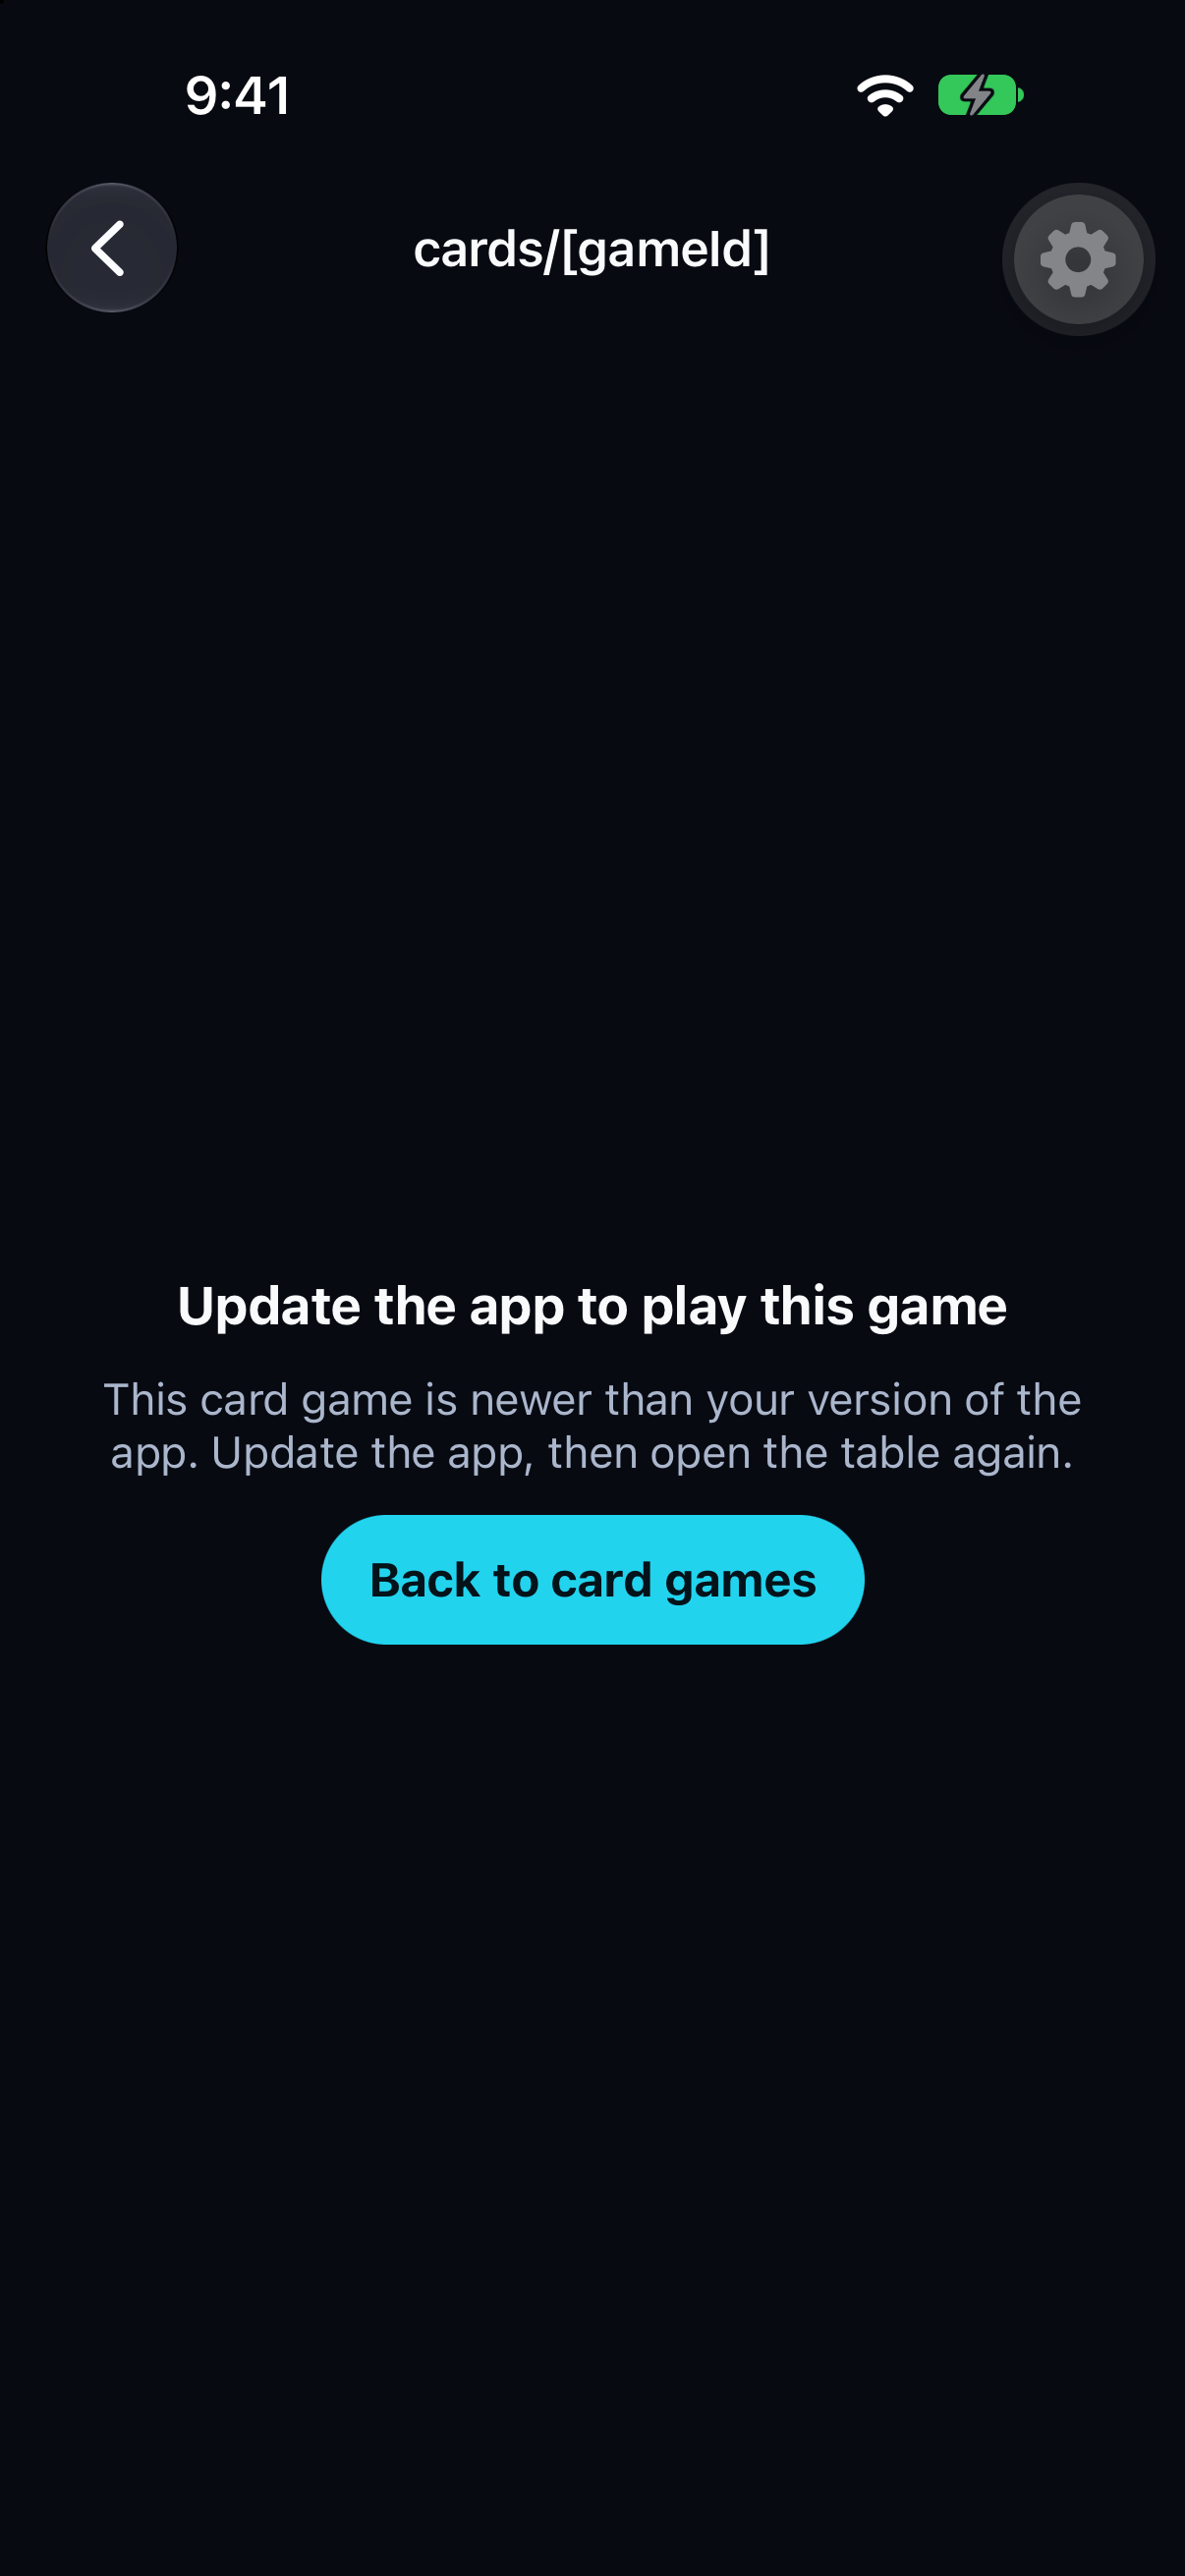 9:41
cards/[gameId]
Update the app to play this game
This card game is newer than your version of the
app. Update the app, then open the table again.
Back to card games